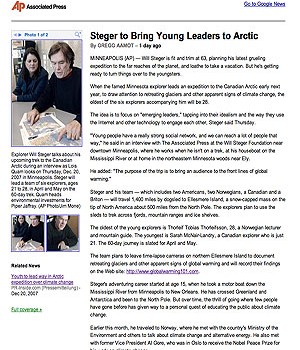 AP Associated Press
Go to Google News
Photo 1 of 2
Steger to Bring Young Leaders to Arctic
By GREGG AAMOT – 1 day ago
MINNEAPOLIS (AP) — Will Steger is fit and trim at 63, planning his latest grueling
expedition to the far reaches of the planet, and loathe to take a vacation. But he's getting
ready to turn things over to the youngsters.
When the famed Minnesota explorer leads an expedition to the Canadian Arctic early next
year, to draw attention to retreating glaciers and other apparent signs of climate change, the
oldest of the six explorers accompanying him will be 28.
The idea is to focus on "emerging leaders," tapping into their idealism and the way they use
the Internet and other technology to engage each other, Steger said Thursday.
"Young people have a really strong social network, and we can reach a lot of people that
way," he said in an interview with The Associated Press at the Will Steger Foundation near
downtown Minneapolis, where he works when he isn't on a trek, at his houseboat on the
Mississippi River or at home in the northeastern Minnesota woods near Ely.
He added: "The purpose of the trip is to bring an audience to the front lines of global
warming."
Steger and his team — which includes two Americans, two Norwegians, a Canadian and a
Briton — will travel 1,400 miles by dogsled to Ellesmere Island, a snow-capped mass on the
tip of North America about 500 miles from the North Pole. The explorers plan to use the
sleds to trek across fjords, mountain ranges and ice shelves.
The oldest of the young explorers is Thorleif Tobias Thorleifsson, 28, a Norwegian lecturer
and mountain guide. The youngest is Sarah McNair-Landry, a Canadian explorer who is just
21. The 60-day journey is slated for April and May.
The team plans to leave time-lapse cameras on northern Ellesmere Island to document
retreating glaciers and other apparent signs of global warming and will record their findings
on the Web site: http://www.globalwarming101.com.
Steger's adventuring career started at age 15, when he took a motor boat down the
Mississippi River from Minneapolis to New Orleans. He has crossed Greenland and
Antarctica and been to the North Pole. But over time, the thrill of going where few people
have gone before has given way to a personal quest of educating the public about climate
change.
Earlier this month, he traveled to Norway, where he met with the country's Ministry of the
Environment and others to talk about climate change and alternative energy. He also met
with former Vice President Al Gore, who was in Oslo to receive the Nobel Peace Prize for
Explorer Will Steger talks about his
upcoming trek to the Canadian
Arctic during an interview as Lois
Quam looks on Thursday, Dec. 20,
2007 in Minneapolis. Steger will
lead a team of six explorers, ages
21 to 28, in April and May on the
60-day trek. Quam heads
environmental investments for
Piper Jaffray. (AP Photo/Jim Mone)
Related News
Youth to lead way in Arctic
expedition over climate change
PR-Inside.com (Pressemitteilung) -
Dec 20, 2007
Full coverage »